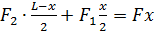 F₂ · (L−x)/2 + F₁ x/2 = Fx